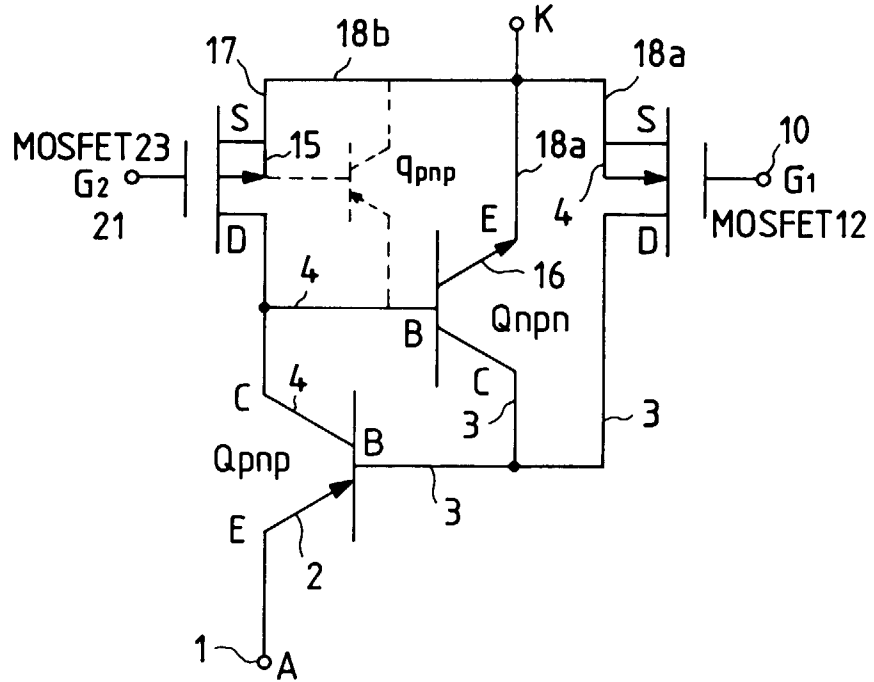 K
18b
17
18a
S
S
MOSFET23
15
18a
10
qpnp
G2
G1
21
4
MOSFET12
D
E
D
4
16
B
Qnpn
C
4
C
3
3
B
Qpnp
3
E
2
1
A